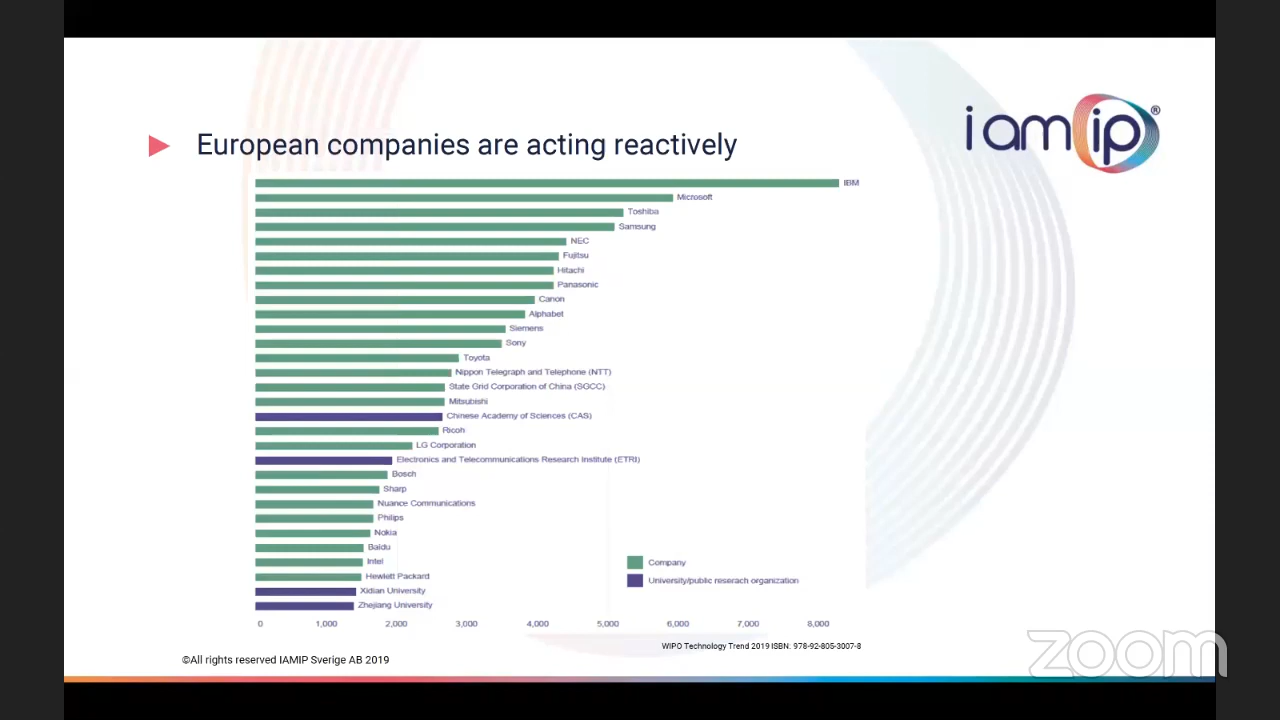 iamip®
European companies are acting reactively
IBM
Microsoft
Toshiba
Samsung
NEC
Fujitsu
Hitachi
Panasonic
Canon
Alphabet
Siemens
Sony
Toyota
Nippon Telegraph and Telephone (NTT)
State Grid Corporation of China (SGCC)
Mitsubishi
Chinese Academy of Sciences (CAS)
Ricoh
LG Corporation
Electronics and Telecommunications Research Institute (ETRI)
Bosch
Sharp
Nuance Communications
Philips
Nokia
Baidu
Intel
Hewlett Packard
Xidian University
Zhejiang University
Company
University/public reserach organization
0 1,000 2,000 3,000 4,000 5,000 6,000 7,000 8,000
WIPO Technology Trend 2019 ISBN: 978-92-805-3007-8
©All rights reserved IAMIP Sverige AB 2019
zoom